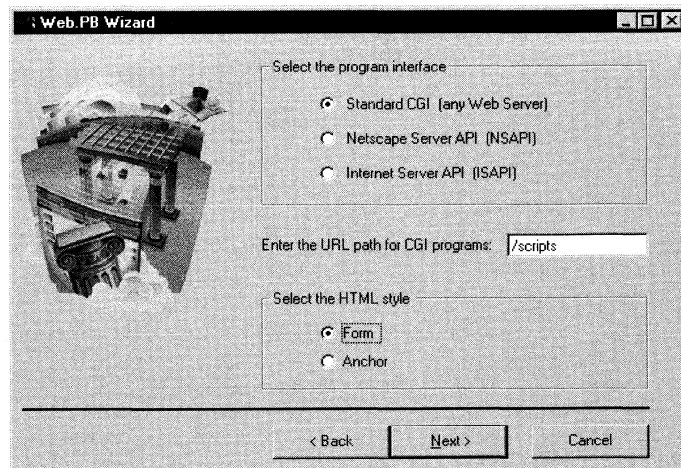 Web.PB Wizard
Select the program interface
Standard CGI (any Web Server)
Netscape Server API (NSAPI)
Internet Server API (ISAPI)
Enter the URL path for CGI programs: /scripts
Select the HTML style
Form
Anchor
< Back Next > Cancel